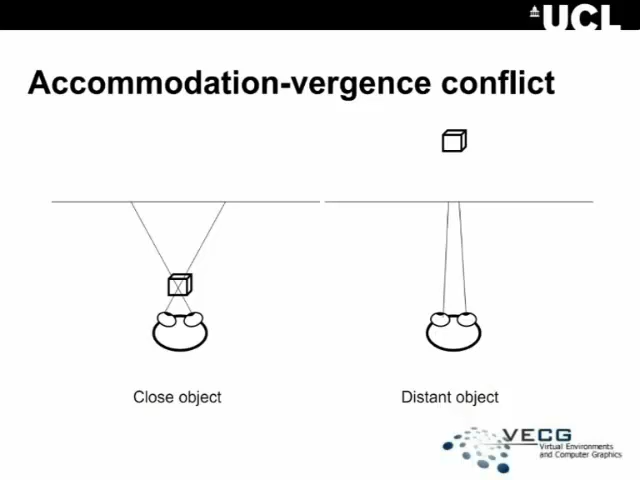 UCL
Accommodation-vergence conflict
Close object
Distant object
VECG
Virtual Environments
and Computer Graphics